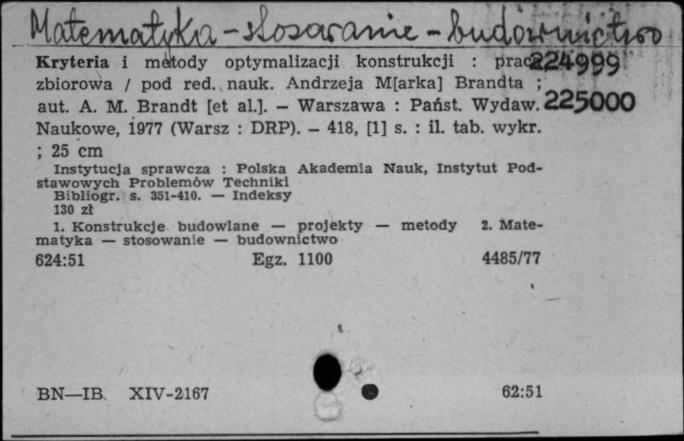 Matematyka - stosowanie - budownictwo
Kryteria i metody optymalizacji konstrukcji : praca 224999
zbiorowa / pod red. nauk. Andrzeja M[arka] Brandta ;
aut. A. M. Brandt [et al.]. — Warszawa : Państ. Wydaw. 225000
Naukowe, 1977 (Warsz : DRP). — 418, [1] s. : il. tab. wykr.
; 25 cm
Instytucja sprawcza : Polska Akademia Nauk, Instytut Pod-
stawowych Problemów Techniki
Bibliogr. s. 351-410. — Indeksy
130 zł
1. Konstrukcje budowlane — projekty — metody 2. Mate-
matyka — stosowanie — budownictwo
624:51 Egz. 1100 4485/77
BN—IB. XIV-2167 62:51